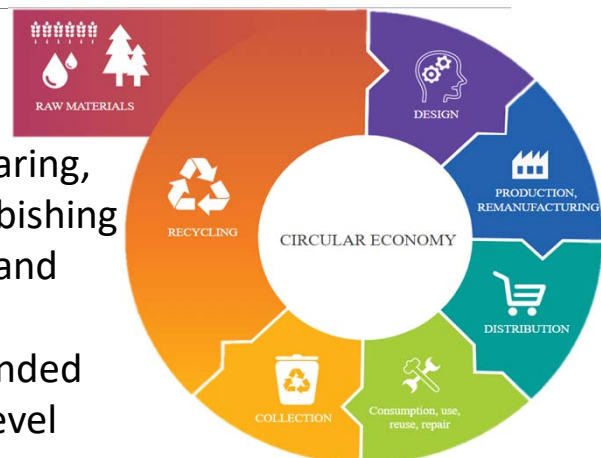 RAW MATERIALS
DESIGN
PRODUCTION,
REMANUFACTURING
DISTRIBUTION
Consumption, use,
reuse, repair
COLLECTION
RECYCLING
CIRCULAR ECONOMY
aring,
bishing
and
nded
evel